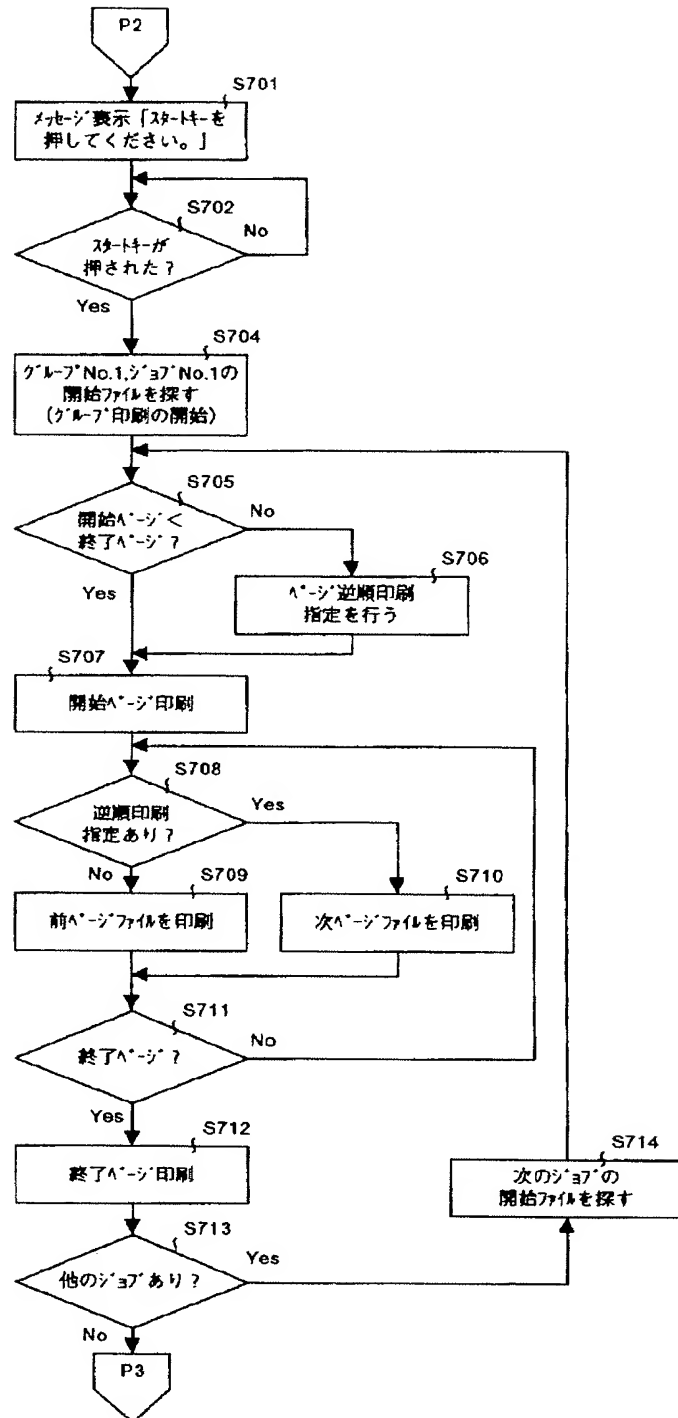 P2
S701
メッセージ表示「スタートキーを
押してください。」
S702
No
スタートキーが
押された?
Yes
S704
グループNo.1,ジョブNo.1の
開始ファイルを探す
(グループ印刷の開始)
S705
開始ページ<
終了ページ?
No
Yes
S706
ページ逆順印刷
指定を行う
S707
開始ページ印刷
S708
逆順印刷
指定あり?
Yes
No
S709
前ページファイルを印刷
S710
次ページファイルを印刷
S711
終了ページ?
No
Yes
S712
終了ページ印刷
S714
次のジョブの
開始ファイルを探す
S713
他のジョブあり?
Yes
No
P3